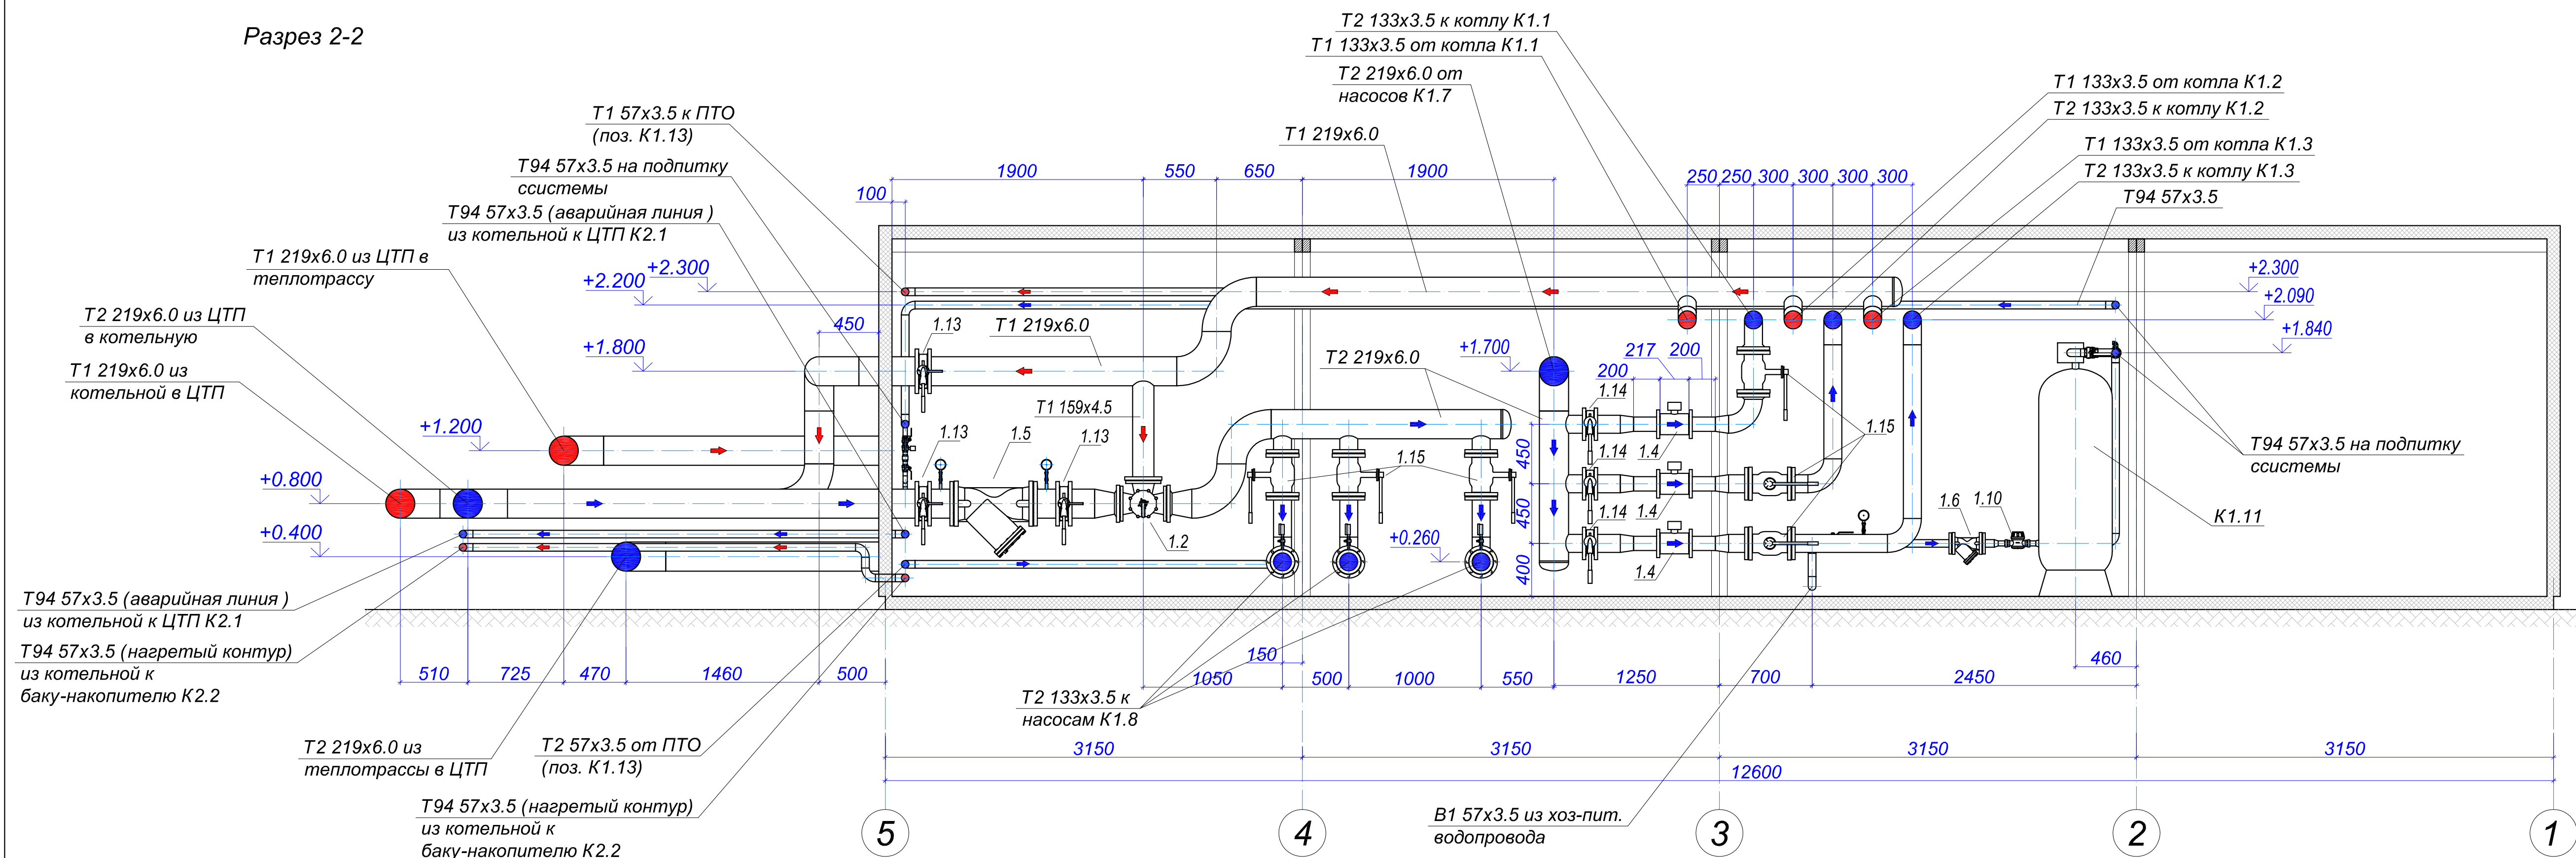 Разрез 2-2
Т2 133х3.5 к котлу К1.1
Т1 133х3.5 от котла К1.1
Т2 219х6.0 от
насосов К1.7
Т1 219х6.0
Т1 133х3.5 от котла К1.2
Т2 133х3.5 к котлу К1.2
Т1 133х3.5 от котла К1.3
Т2 133х3.5 к котлу К1.3
Т94 57х3.5
Т1 57х3.5 к ПТО
(поз. К1.13)
Т94 57х3.5 на подпитку
ссистемы
Т94 57х3.5 (аварийная линия )
из котельной к ЦТП К2.1
Т1 219х6.0 из ЦТП в
теплотрассу
Т2 219х6.0 из ЦТП
в котельную
Т1 219х6.0 из
котельной в ЦТП
1900
550
650
1900
100
250
250
300
300
300
300
+2.300
+2.200
+1.800
+1.200
+0.800
+0.400
450
1.13
Т1 219х6.0
Т2 219х6.0
+1.700
217
200
200
+2.300
+2.090
+1.840
Т1 159х4.5
1.13
1.5
1.13
1.2
1.15
1.14
1.4
1.14
1.4
1.14
1.4
1.15
450
450
400
+0.260
1.6
1.10
К1.11
Т94 57х3.5 на подпитку
ссистемы
Т94 57х3.5 (аварийная линия )
из котельной к ЦТП К2.1
Т94 57х3.5 (нагретый контур)
из котельной к
баку-накопителю К2.2
510
725
470
1460
500
150
1050
500
1000
550
1250
700
2450
460
Т2 133х3.5 к
насосам К1.8
Т2 219х6.0 из
теплотрассы в ЦТП
Т2 57х3.5 от ПТО
(поз. К1.13)
Т94 57х3.5 (нагретый контур)
из котельной к
баку-накопителю К2.2
В1 57х3.5 из хоз-пит.
водопровода
3150
3150
3150
3150
12600
5
4
3
2
1